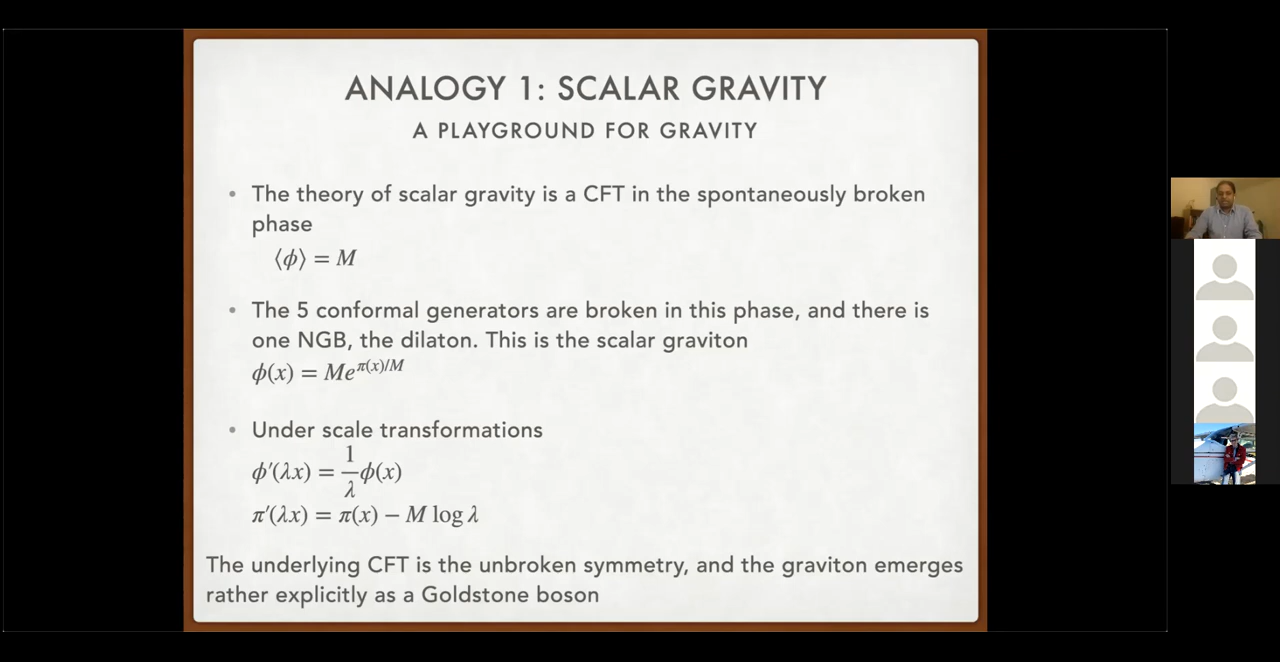 ANALOGY 1: SCALAR GRAVITY
A PLAYGROUND FOR GRAVITY
• The theory of scalar gravity is a CFT in the spontaneously broken
phase
⟨ϕ⟩ = M
• The 5 conformal generators are broken in this phase, and there is
one NGB, the dilaton. This is the scalar graviton
ϕ(x) = Me^{π(x)/M}
• Under scale transformations
ϕ′(λx) = \frac{1}{λ}ϕ(x)
π′(λx) = π(x) − M log λ
The underlying CFT is the unbroken symmetry, and the graviton emerges
rather explicitly as a Goldstone boson